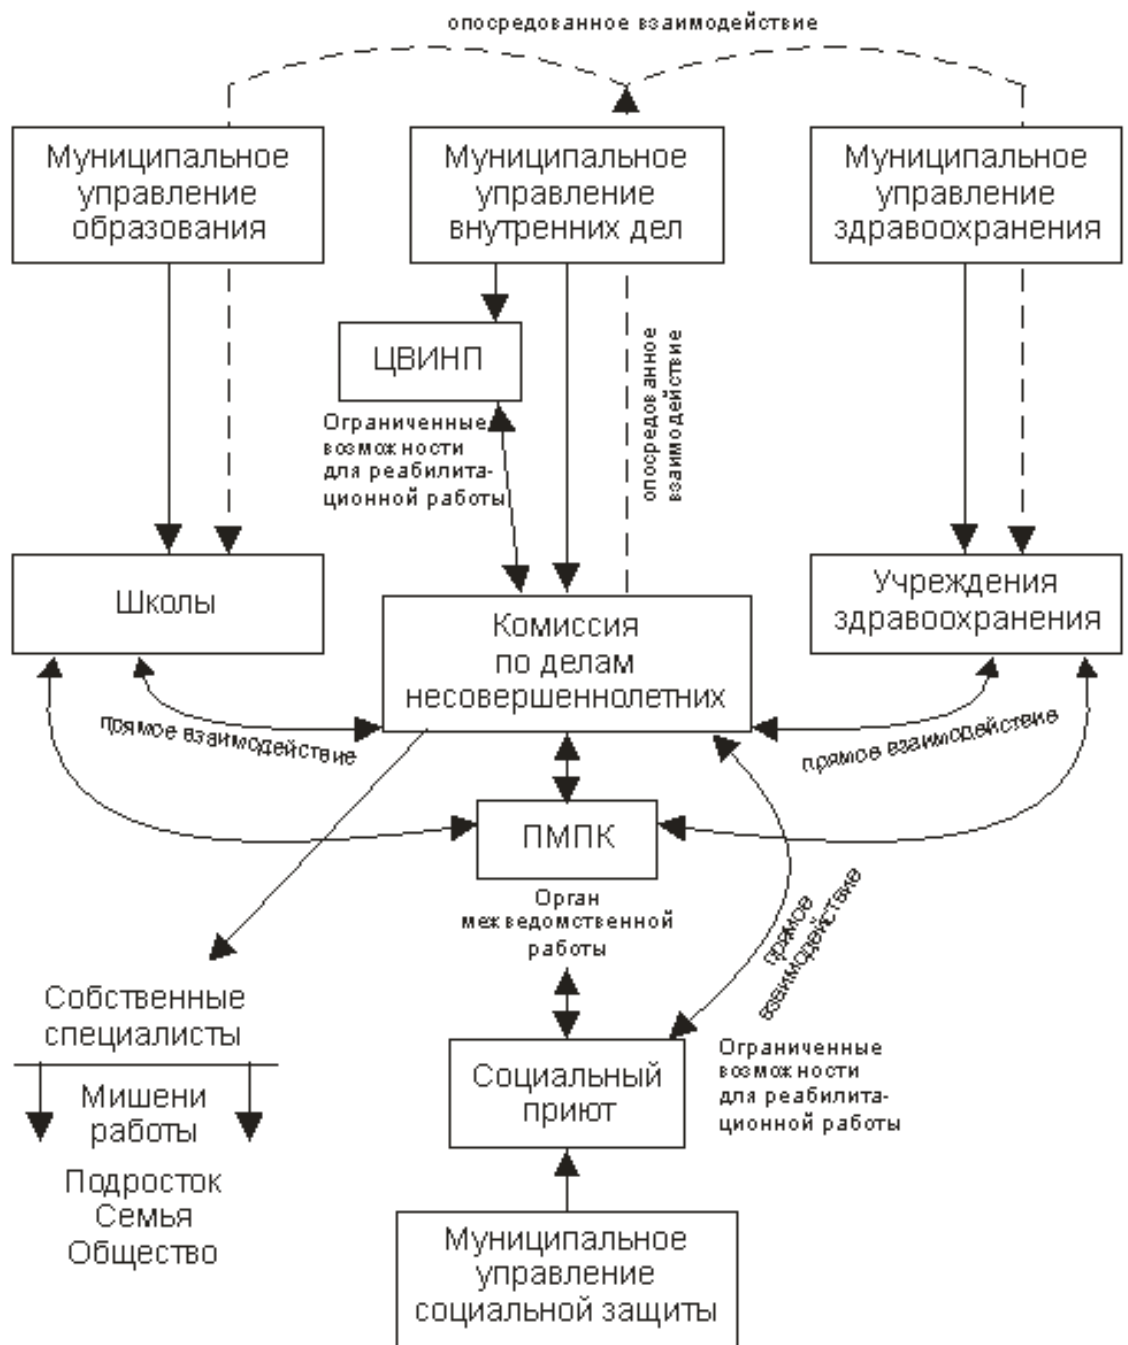 опосредованное взаимодействие
Муниципальное
управление
образования
Муниципальное
управление
внутренних дел
Муниципальное
управление
здравоохранения
ЦВИНП
Ограниченные
возможности
для реабилита-
ционной работы
опосредованное
взаимодействие
Школы
Комиссия
по делам
несовершеннолетних
Учреждения
здравоохранения
прямое взаимодействие
прямое взаимодействие
ПМПК
Орган
межведомственной
работы
прямое
взаимодействие
Собственные
специалисты
Мишени
работы
Подросток
Семья
Общество
Социальный
приют
Ограниченные
возможности
для реабилита-
ционной работы
Муниципальное
управление
социальной защиты